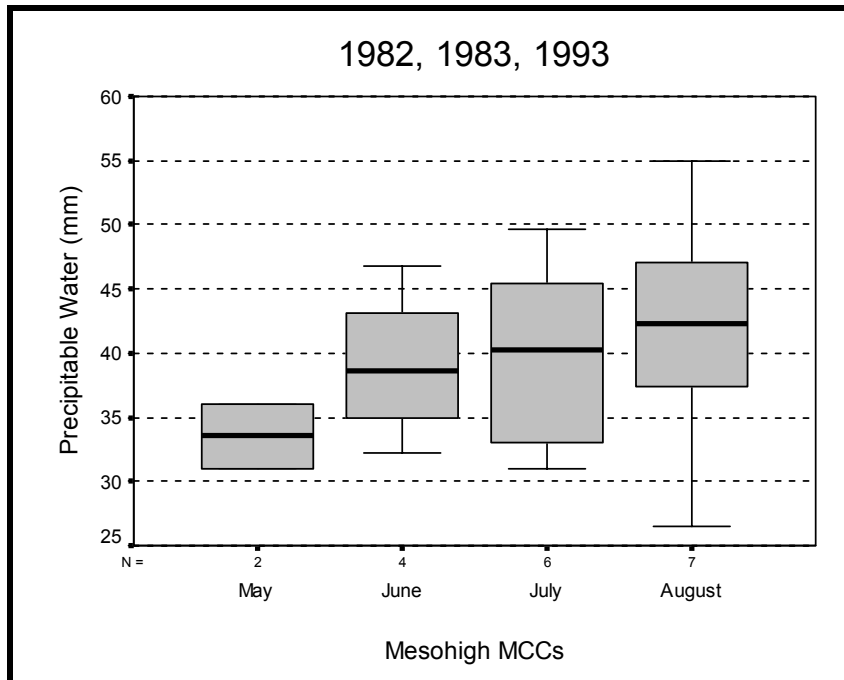 1982, 1983, 1993
Precipitable Water (mm)
60
55
50
45
40
35
30
25
N = 2 4 6 7
May June July August
Mesohigh MCCs